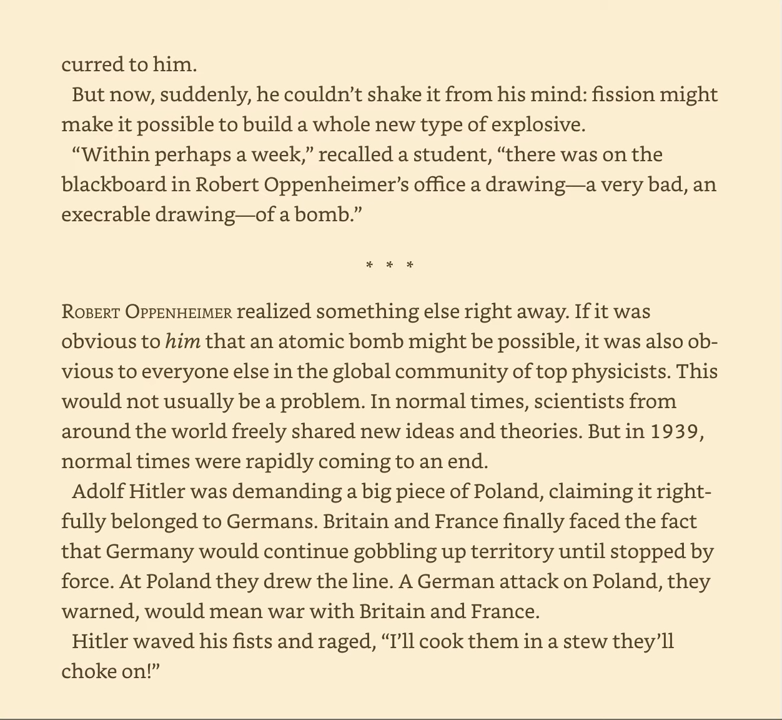 curred to him.
But now, suddenly, he couldn’t shake it from his mind: fission might
make it possible to build a whole new type of explosive.
“Within perhaps a week,” recalled a student, “there was on the
blackboard in Robert Oppenheimer’s office a drawing—a very bad, an
execrable drawing—of a bomb.”
* * *
ROBERT OPPENHEIMER realized something else right away. If it was
obvious to him that an atomic bomb might be possible, it was also ob-
vious to everyone else in the global community of top physicists. This
would not usually be a problem. In normal times, scientists from
around the world freely shared new ideas and theories. But in 1939,
normal times were rapidly coming to an end.
Adolf Hitler was demanding a big piece of Poland, claiming it right-
fully belonged to Germans. Britain and France finally faced the fact
that Germany would continue gobbling up territory until stopped by
force. At Poland they drew the line. A German attack on Poland, they
warned, would mean war with Britain and France.
Hitler waved his fists and raged, “I’ll cook them in a stew they’ll
choke on!”